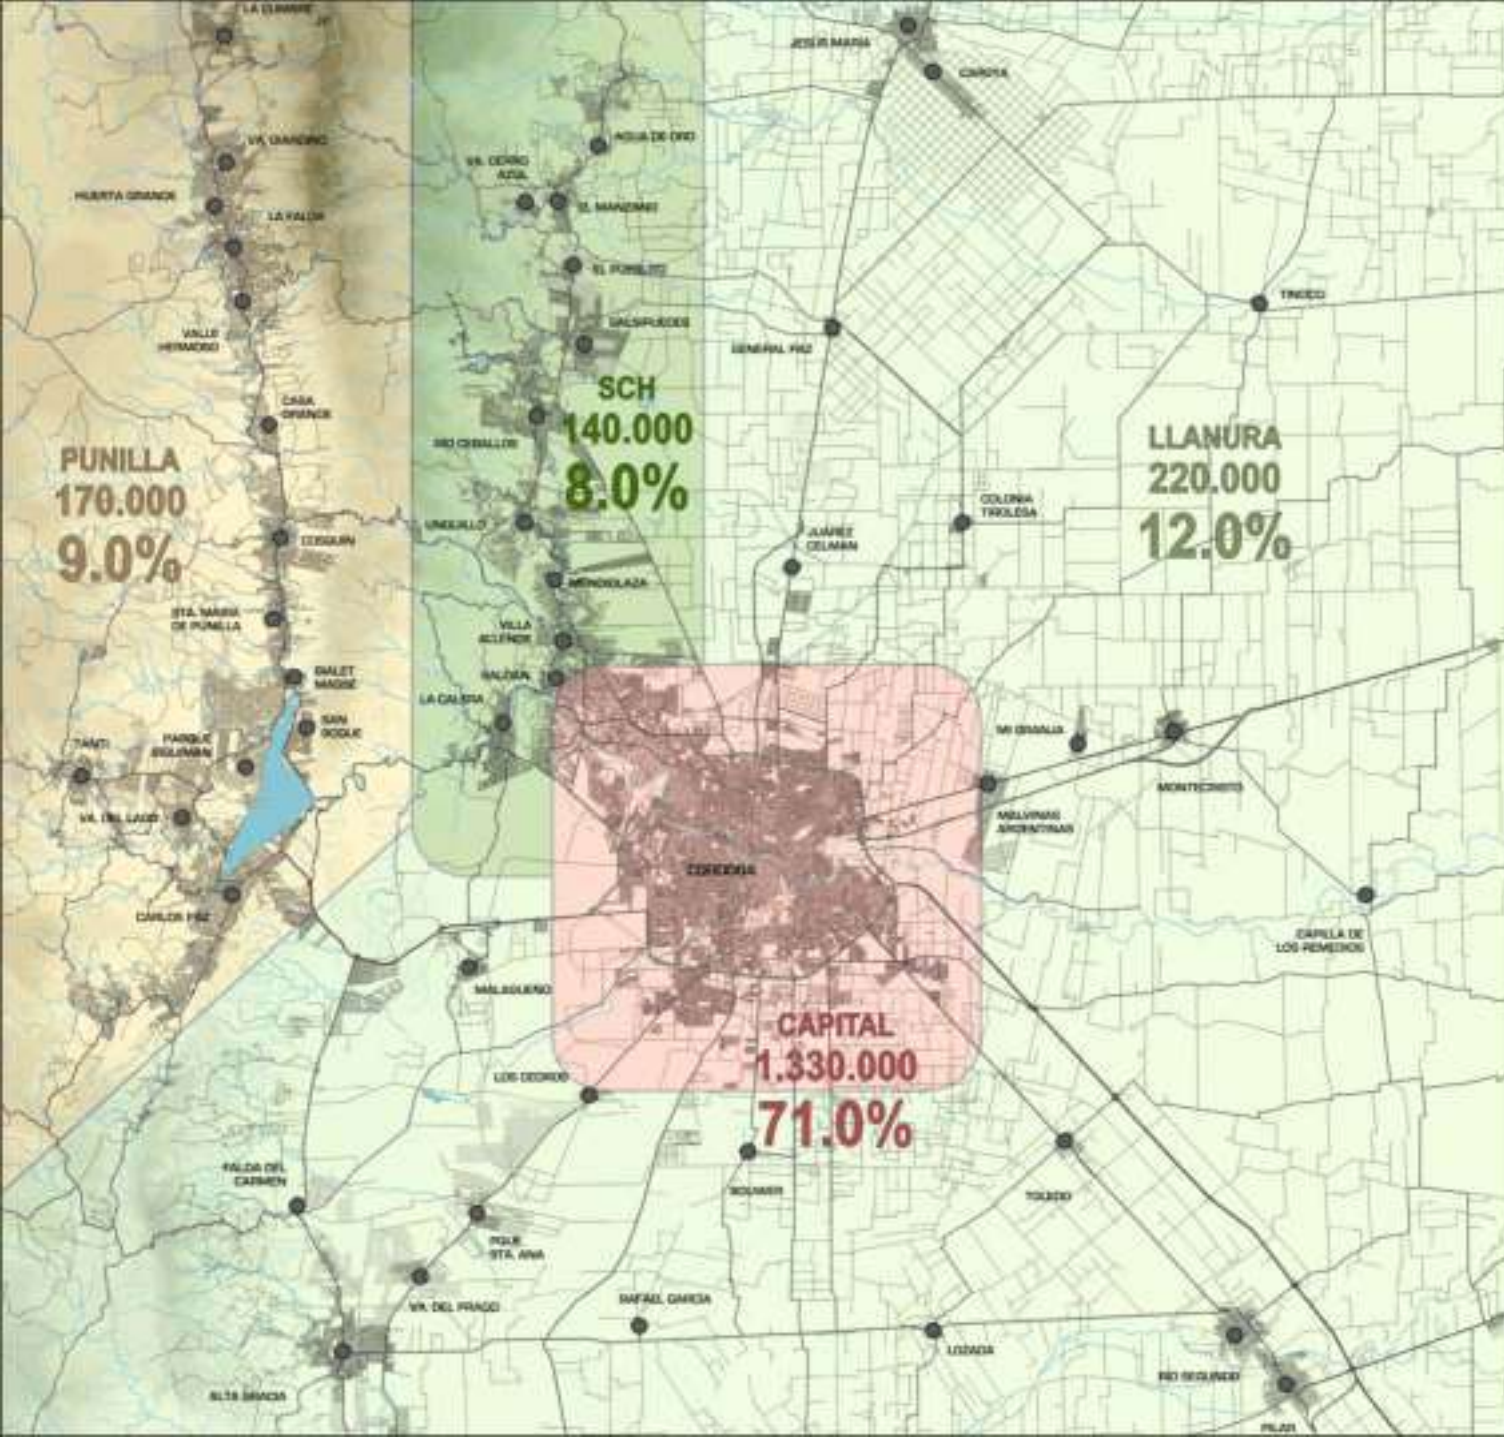 LA CUMBRE
JESUS MARIA
CAROYA
VA. GIARDINO
AGUA DE ORO
VA. CERRO
AZUL
HUERTA GRANDE
LA FALDA
EL MANZANO
EL PUEBLITO
TINOCO
VALLE
HERMOSO
SALSIPUEDES
GENERAL PAZ
CASA
GRANDE
RIO CEBALLOS
SCH
140.000
8.0%
LLANURA
220.000
12.0%
PUNILLA
170.000
9.0%
COLONIA
TIROLESA
UNQUILLO
JUAREZ
CELMAN
COSQUIN
MENDIOLAZA
STA. MARIA
DE PUNILLA
VILLA
ALLENDE
BIALET
MASSE
SALDAN
LA CALERA
SAN
ROQUE
PARQUE
SIQUIMAN
TANTI
MI GRANJA
MONTECRISTO
VA. DEL LAGO
MALVINAS
ARGENTINAS
CORDOBA
CARLOS PAZ
CAPILLA DE
LOS REMEDIOS
MALAGUEÑO
CAPITAL
1.330.000
71.0%
LOS CEDROS
FALDA DEL
CARMEN
BOUWER
TOLEDO
PQUE
STA. ANA
VA. DEL PRADO
RAFAEL GARCIA
LOZADA
RIO SEGUNDO
ALTA GRACIA
PILAR